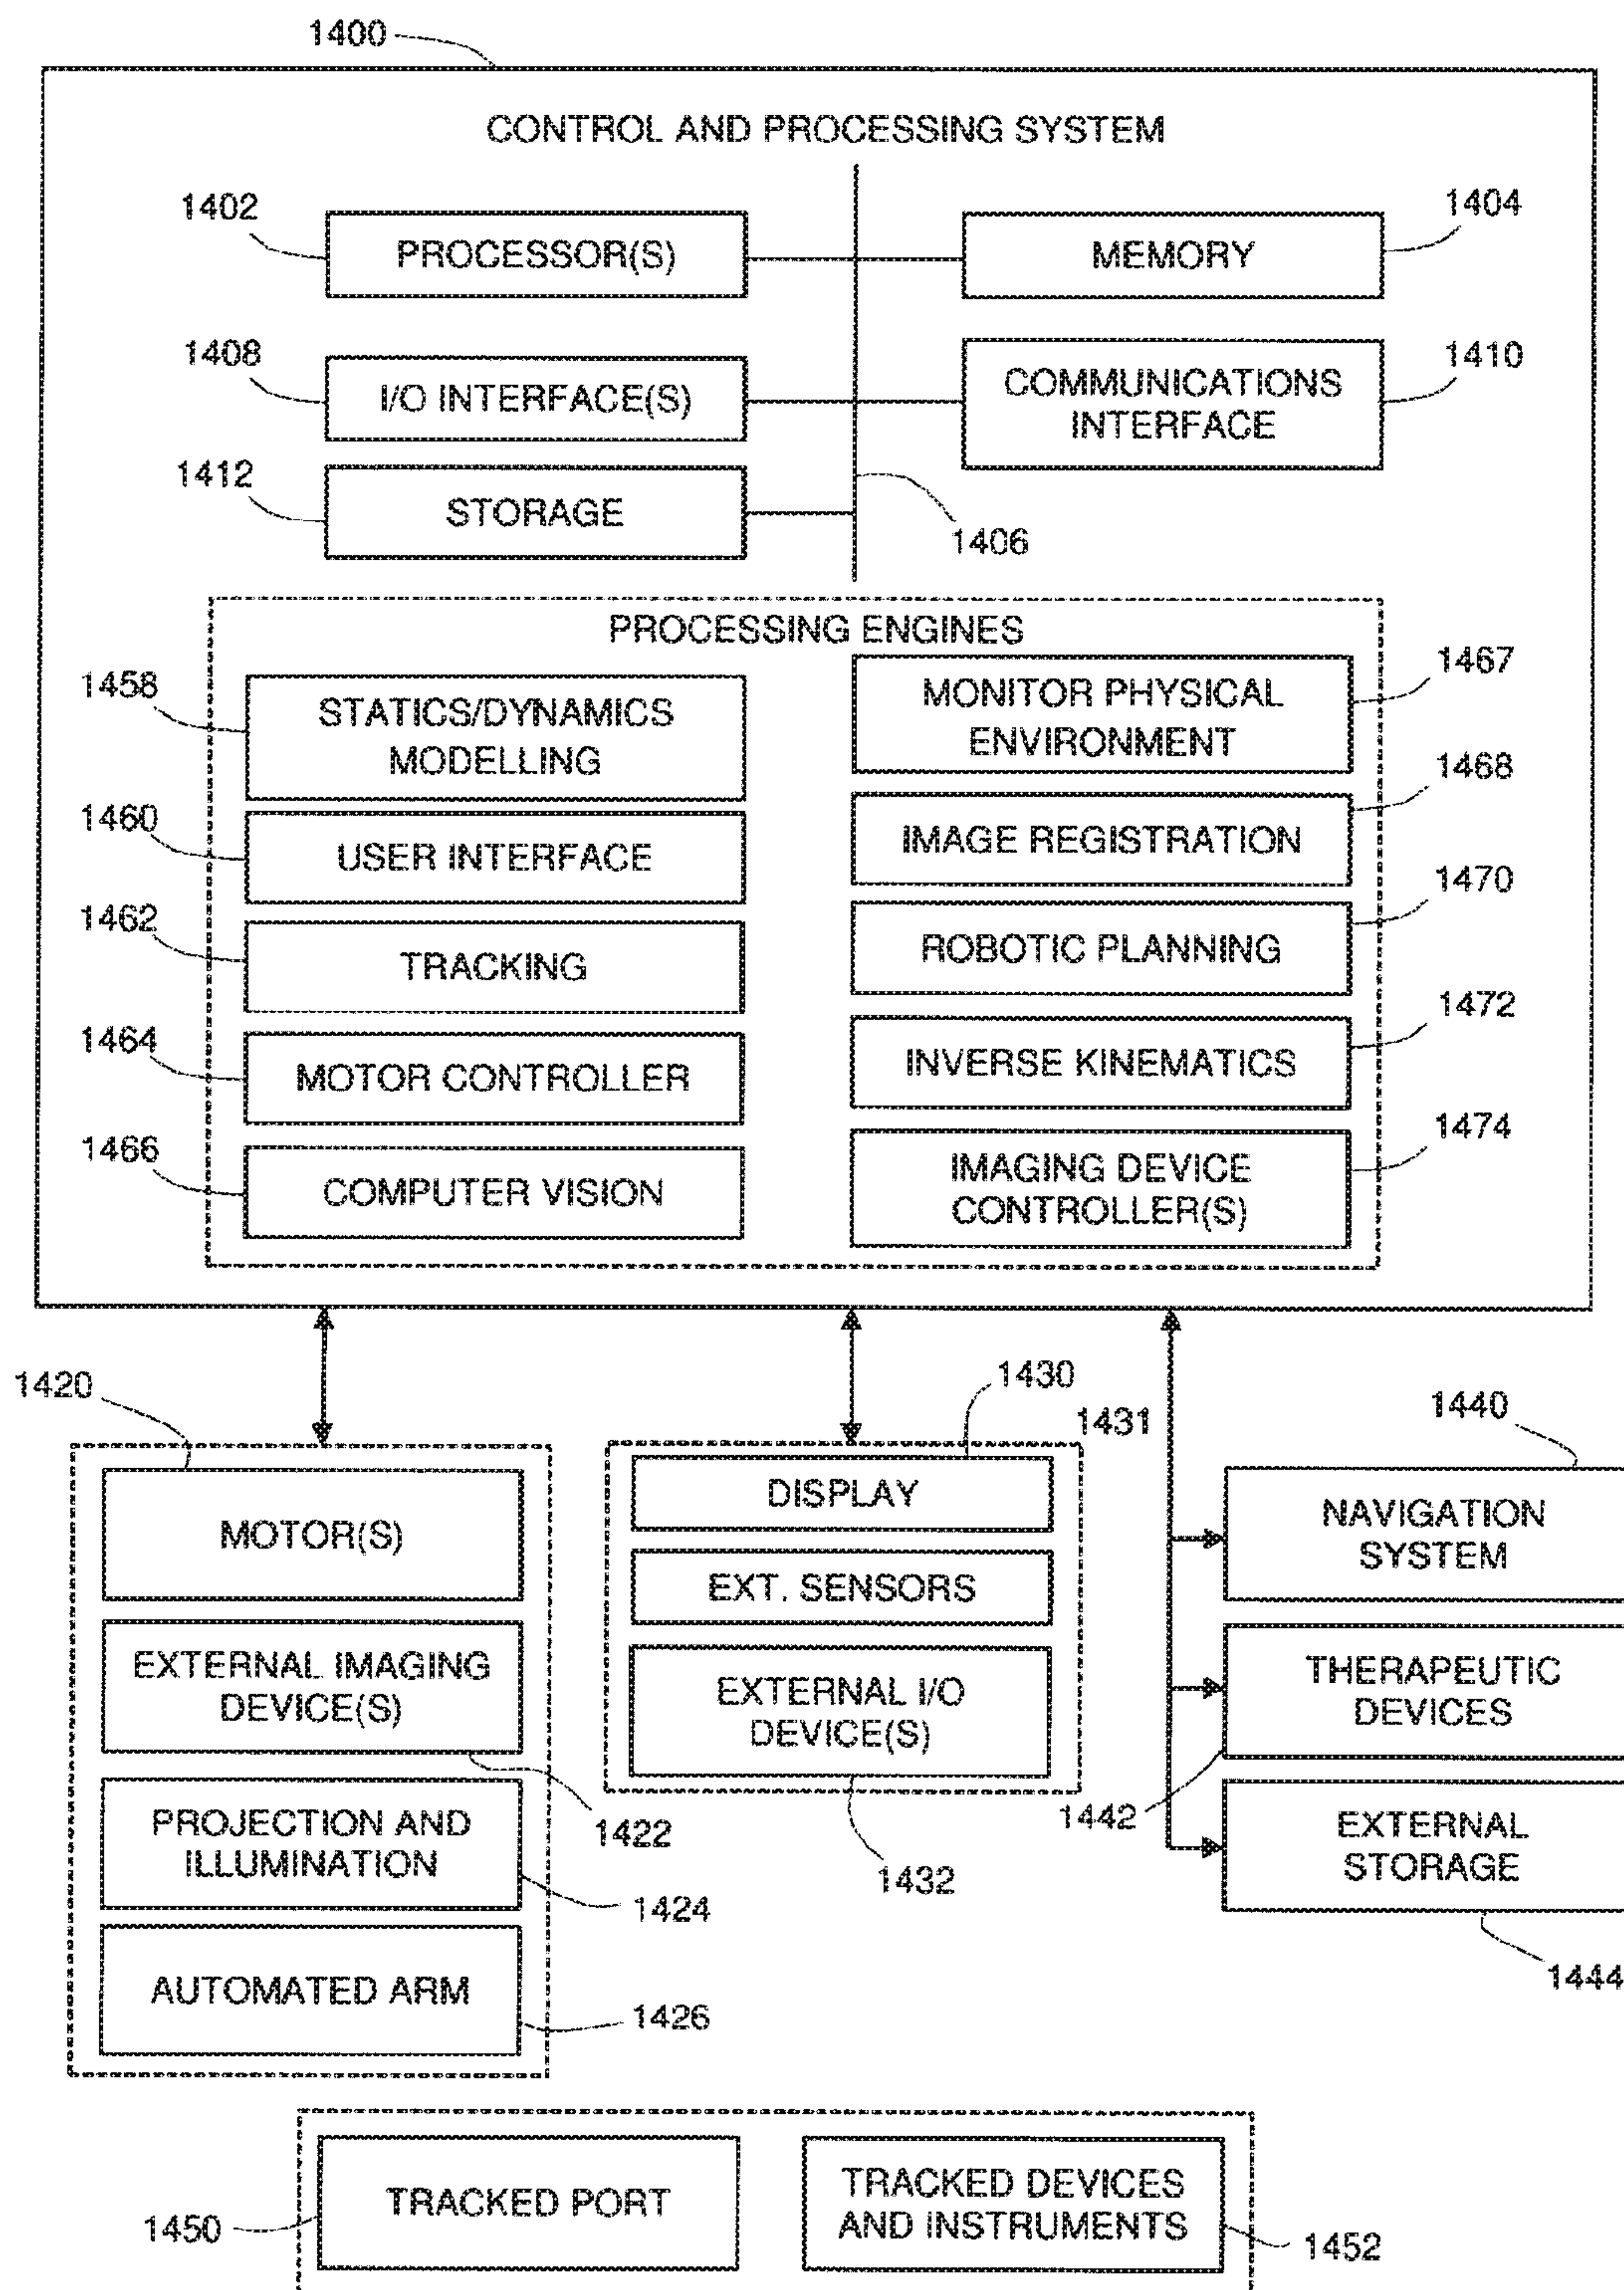 1400
CONTROL AND PROCESSING SYSTEM
1402
PROCESSOR(S)
MEMORY
1404
1408
I/O INTERFACE(S)
COMMUNICATIONS
INTERFACE
1410
1412
STORAGE
1406
PROCESSING ENGINES
1458
STATICS/DYNAMICS
MODELLING
MONITOR PHYSICAL
ENVIRONMENT
1467
1460
USER INTERFACE
IMAGE REGISTRATION
1468
1462
TRACKING
ROBOTIC PLANNING
1470
1464
MOTOR CONTROLLER
INVERSE KINEMATICS
1472
1466
COMPUTER VISION
IMAGING DEVICE
CONTROLLER(S)
1474
1420
MOTOR(S)
EXTERNAL IMAGING
DEVICE(S)
1422
PROJECTION AND
ILLUMINATION
1424
AUTOMATED ARM
1426
1430
1431
DISPLAY
EXT. SENSORS
EXTERNAL I/O
DEVICE(S)
1432
1440
NAVIGATION
SYSTEM
THERAPEUTIC
DEVICES
1442
EXTERNAL
STORAGE
1444
1450
TRACKED PORT
TRACKED DEVICES
AND INSTRUMENTS
1452